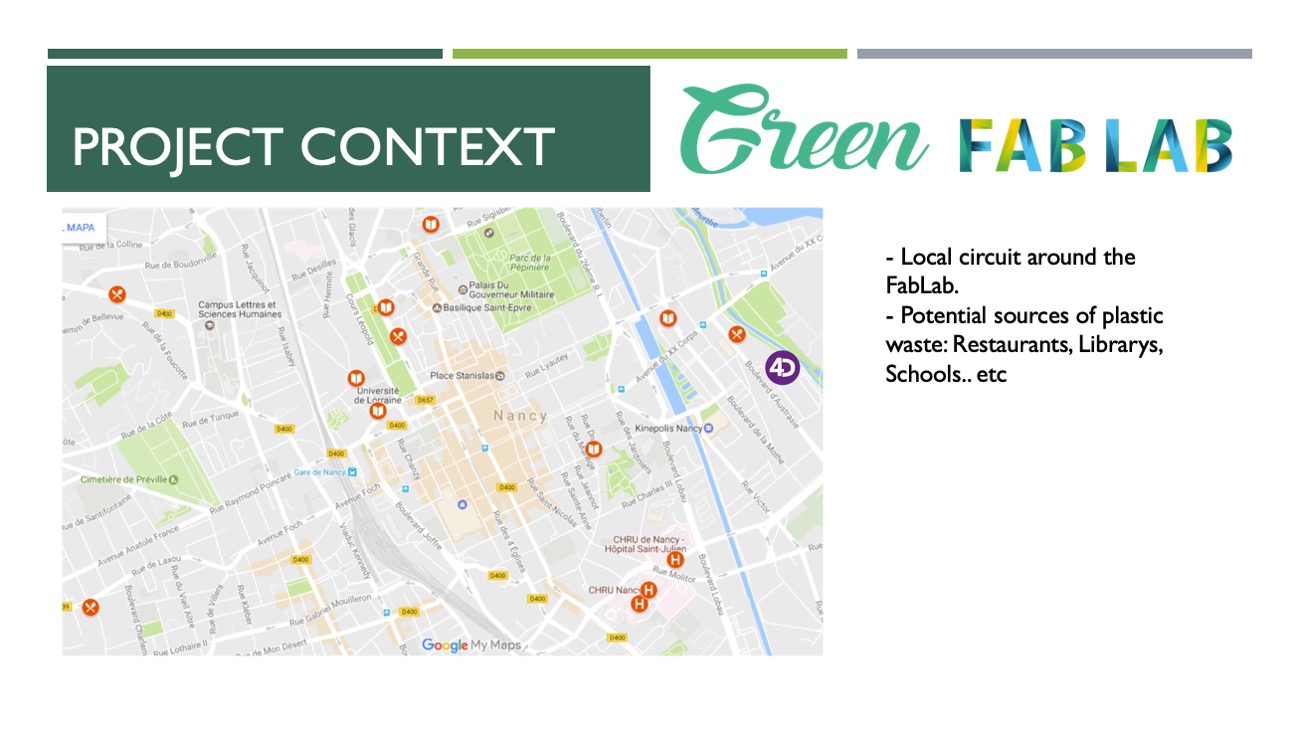 PROJECT CONTEXT
Green FAB LAB
- Local circuit around the
FabLab.
- Potential sources of plastic
waste: Restaurants, Librarys,
Schools.. etc
MAPA
Rue de la Colline
Rue de Boudonville
Rue Jacquinot
Rue Desilles
Rue Hermite
des Glacis
Grande Rue
Rue Sigisbert
Parc de la
Pépinière
Boulevard du 26ème R. I.
Meurthe
Avenue du XX C
Palais Du
Gouverneur Militaire
Basilique Saint-Epvre
Campus Lettres et
Sciences Humaines
D400
de Bellevue
Rue de la Foucotte
Rue Isabey
Cours Léopold
Avenue du XX Corps
4D
Rue Lyautey
Place Stanislas
Université
de Lorraine
D657
Nancy
Boulevard d'Austrasie
Rue de la Côte
Rue de Turique
D400
D400
Kinepolis Nancy
Boulevard de la Mothe
Rue des Jardiniers
D400
Gare de Nancy
Rue Chanzy
Cimetière de Préville
Rue Raymond Poincaré
Avenue Foch
D400
Rue Saint Nicolas
Rue Sainte-Anne
Rue Jeannot
Rue Charles III
Boulevard Lobau
Rue Victor
rue de Santifontaine
Avenue Anatole France
Avenue Foch
Viaduc Kennedy
Boulevard Joffre
Rue des 4 Églises
CHRU de Nancy -
Hôpital Saint-Julien
H
Rue Molitor
Rue de Laxou
D400
D400
CHRU Nancy
H
H
Boulevard Lobau
Rue du Vieil Aître
Rue de Villers
Rue Kléber
Rue Gabriel Mouilleron
D400
D400
D400
Boulevard Charlem
Rue Lothaire II
Rue de Mon Désert
Google My Maps